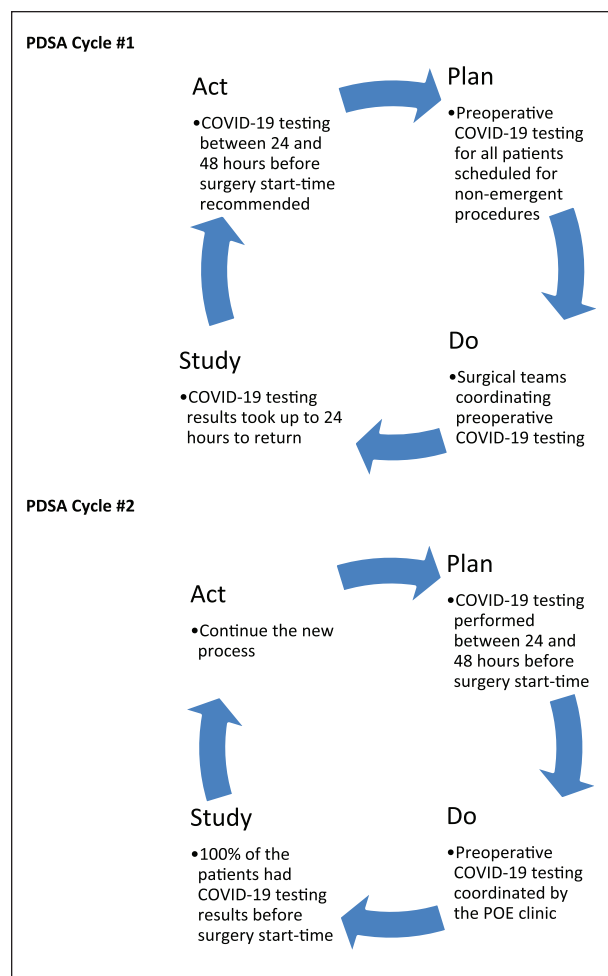 PDSA Cycle #1
Act
•COVID-19 testing
between 24 and
48 hours before
surgery start-time
recommended
Plan
•Preoperative
COVID-19 testing
for all patients
scheduled for
non-emergent
procedures
Do
•Surgical teams
coordinating
preoperative
COVID-19 testing
Study
•COVID-19 testing
results took up to 24
hours to return
PDSA Cycle #2
Act
•Continue the new
process
Plan
•COVID-19 testing
performed
between 24 and
48 hours before
surgery start-time
Do
•Preoperative
COVID-19 testing
coordinated by
the POE clinic
Study
•100% of the
patients had
COVID-19 testing
results before
surgery start-time